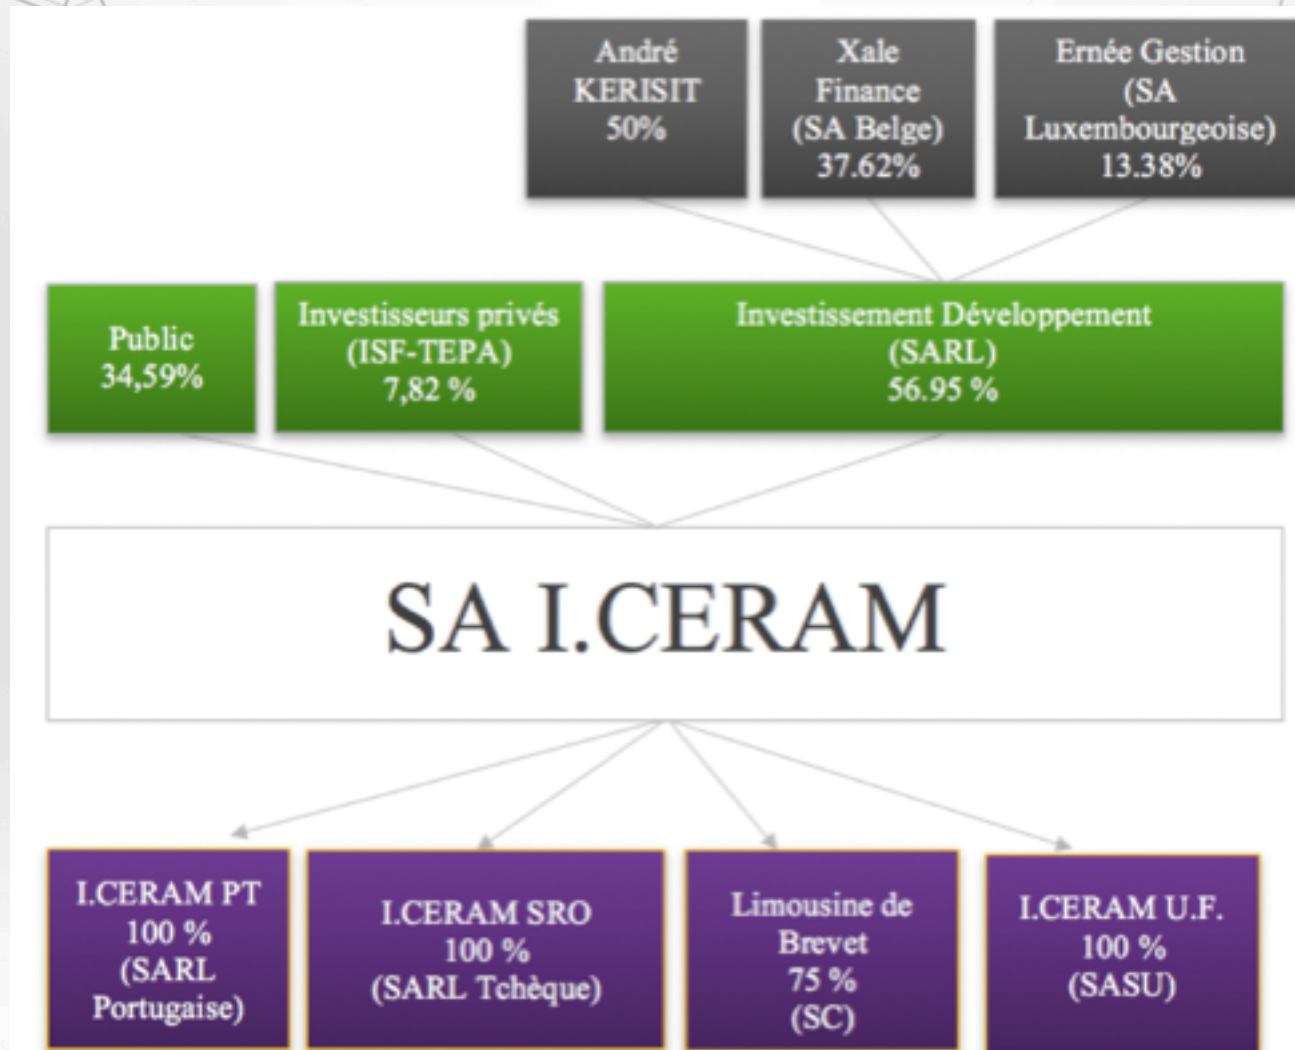 André
KERISIT
50%
Xale
Finance
(SA Belge)
37.62%
Ernée Gestion
(SA
Luxembourgeoise)
13.38%
Public
34,59%
Investisseurs privés
(ISF-TEPA)
7,82 %
Investissement Développement
(SARL)
56.95 %
SA I.CERAM
I.CERAM PT
100 %
(SARL
Portugaise)
I.CERAM SRO
100 %
(SARL Tchèque)
Limousine de
Brevet
75 %
(SC)
I.CERAM U.F.
100 %
(SASU)